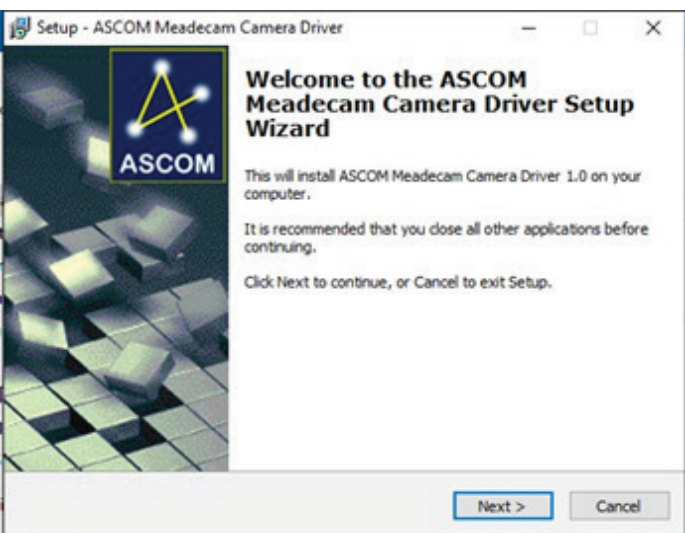 Setup - ASCOM Meadecam Camera Driver
ASCOM
Welcome to the ASCOM
Meadecam Camera Driver Setup
Wizard
This will install ASCOM Meadecam Camera Driver 1.0 on your
computer.
It is recommended that you close all other applications before
continuing.
Click Next to continue, or Cancel to exit Setup.
Next >
Cancel